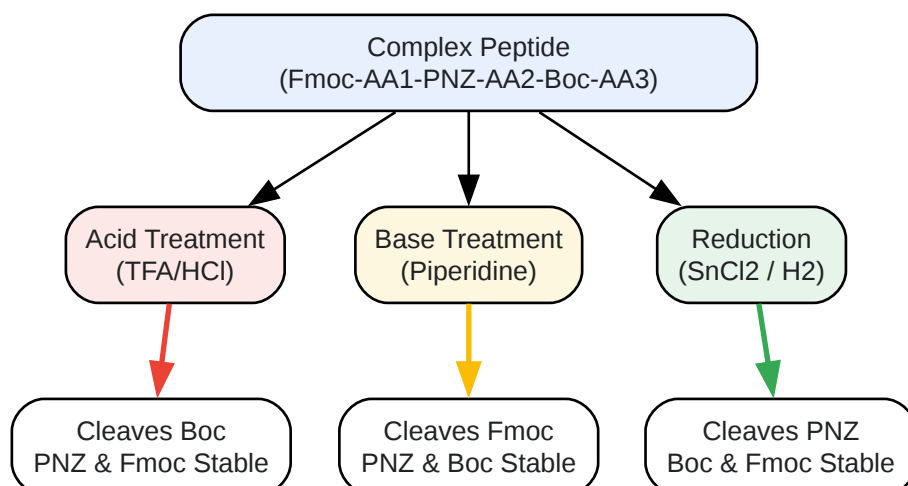 Complex Peptide
(Fmoc-AA1-PNZ-AA2-Boc-AA3)
Acid Treatment
(TFA/HCl)
Base Treatment
(Piperidine)
Reduction
(SnCl2 / H2)
Cleaves Boc
PNZ & Fmoc Stable
Cleaves Fmoc
PNZ & Boc Stable
Cleaves PNZ
Boc & Fmoc Stable